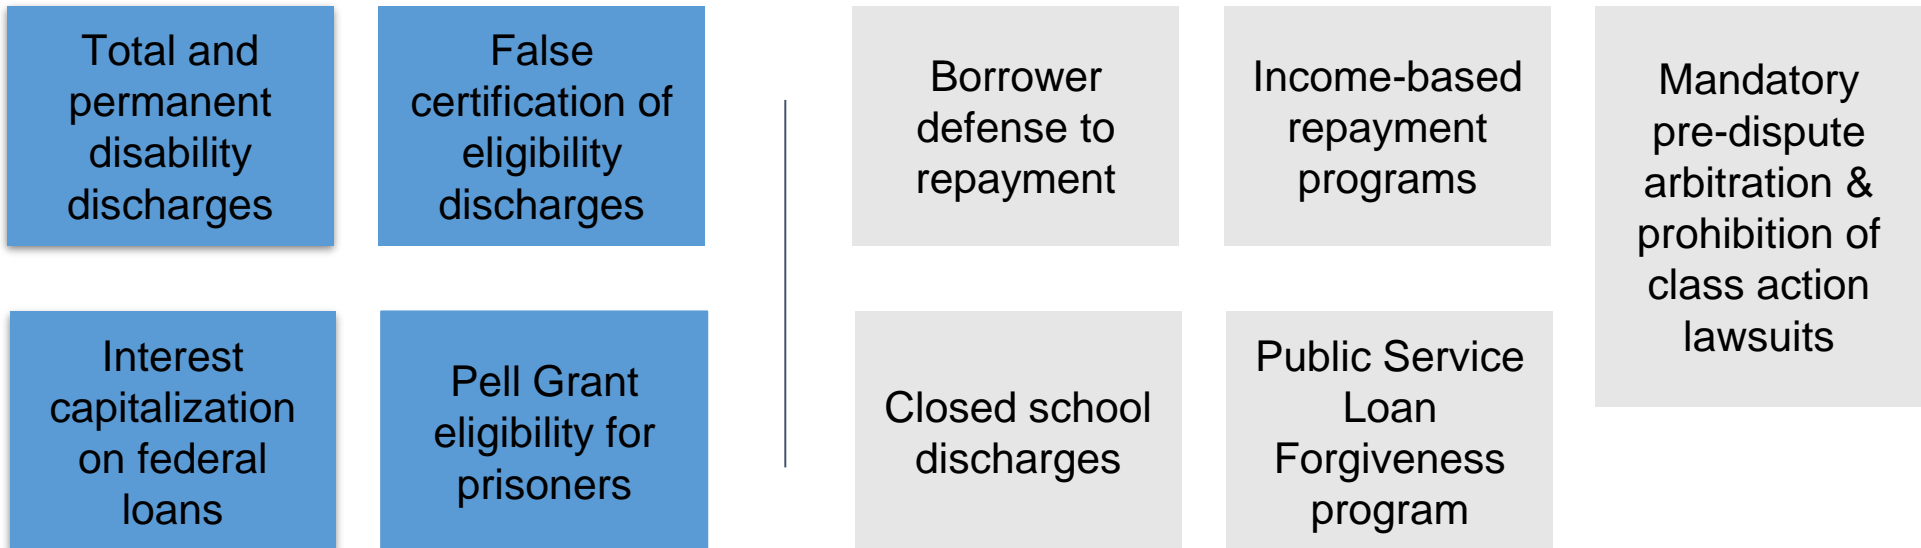 Total and
permanent
disability
discharges
False
certification of
eligibility
discharges
Interest
capitalization
on federal
loans
Pell Grant
eligibility for
prisoners
Borrower
defense to
repayment
Income-based
repayment
programs
Mandatory
pre-dispute
arbitration &
prohibition of
class action
lawsuits
Closed school
discharges
Public Service
Loan
Forgiveness
program